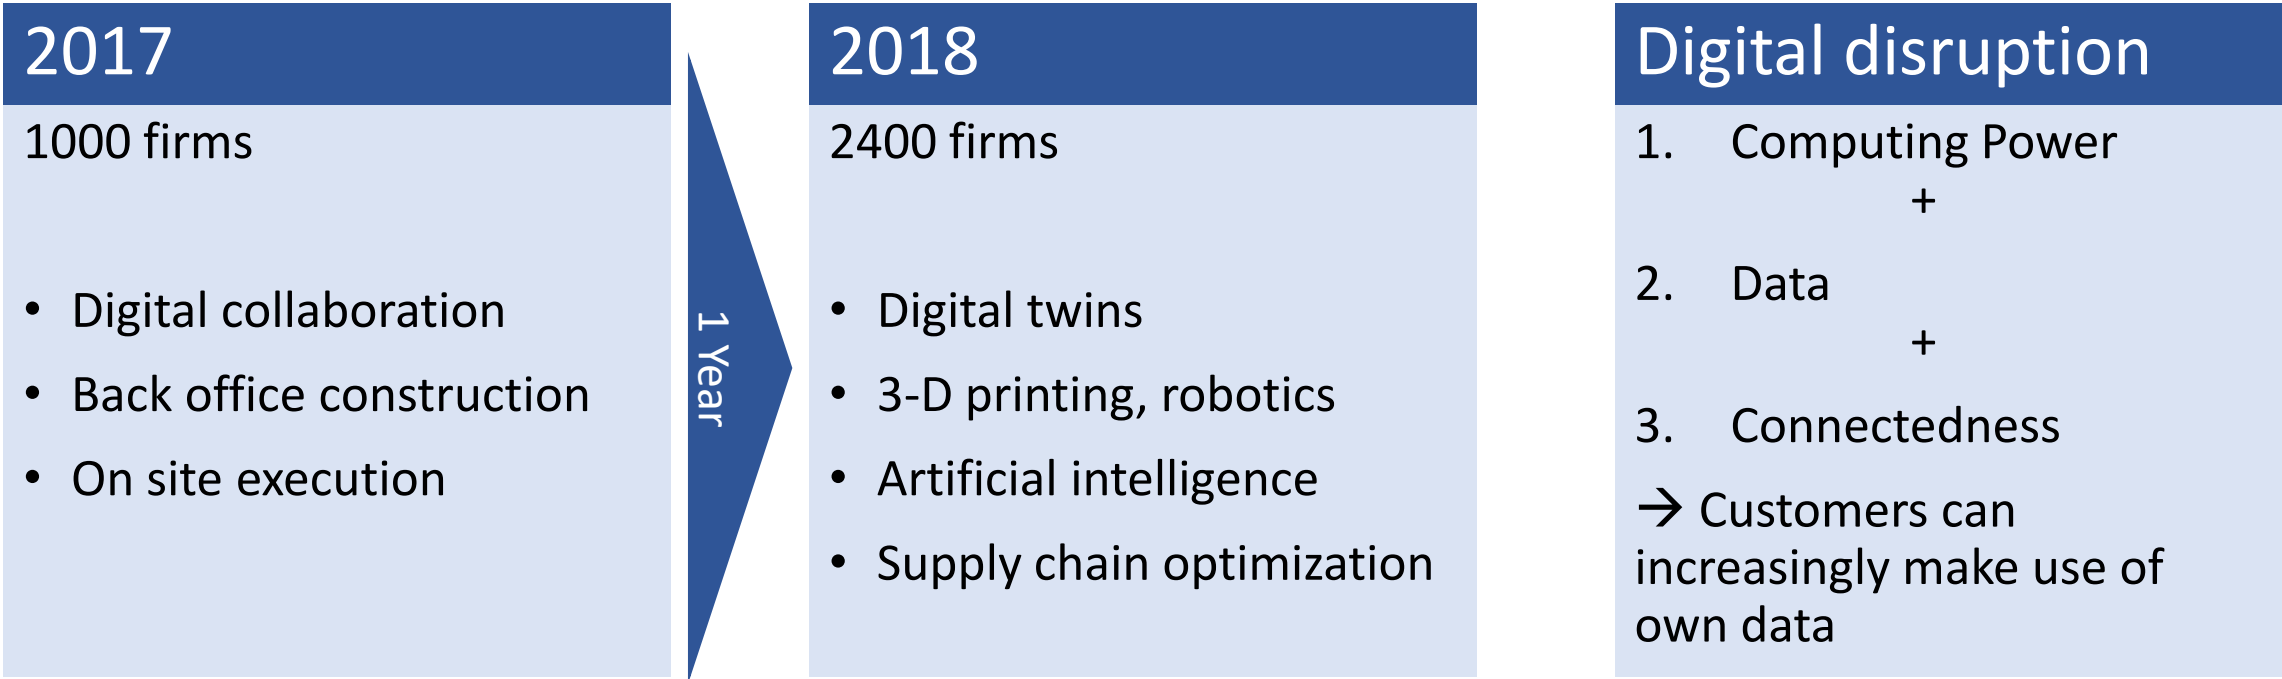 2017
1000 firms
• Digital collaboration
• Back office construction
• On site execution
1 Year
2018
2400 firms
• Digital twins
• 3-D printing, robotics
• Artificial intelligence
• Supply chain optimization
Digital disruption
1. Computing Power
+
2. Data
+
3. Connectedness
→ Customers can
increasingly make use of
own data